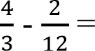 4/3 - 2/12 =